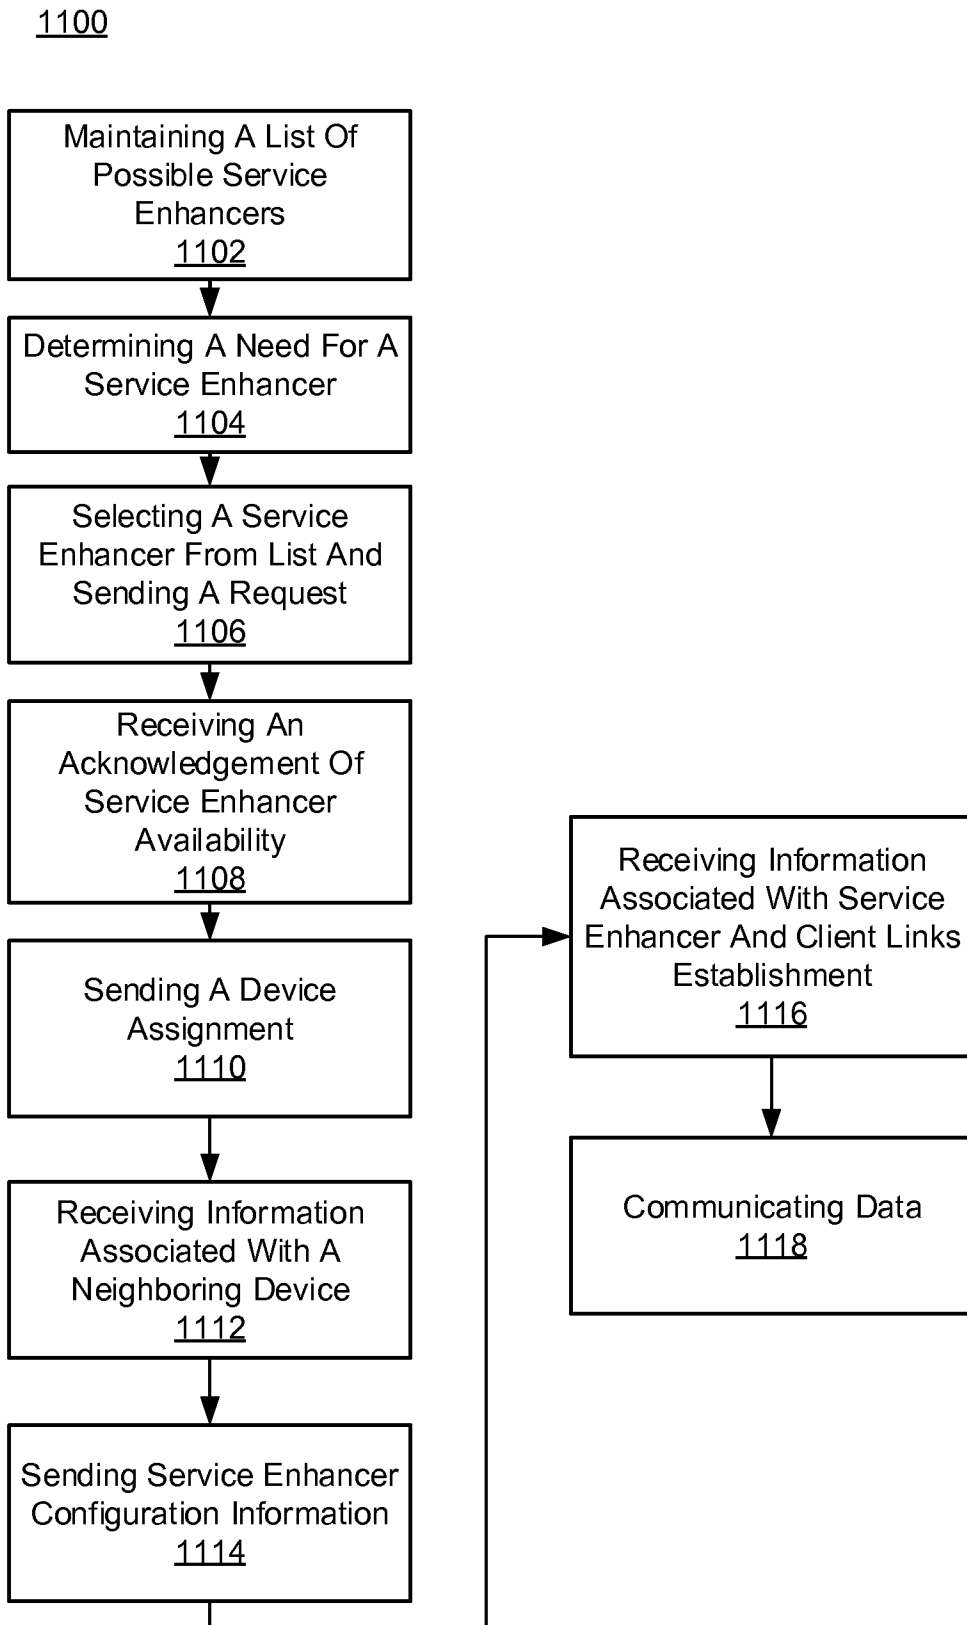 1100
Maintaining A List Of
Possible Service
Enhancers
1102
Determining A Need For A
Service Enhancer
1104
Selecting A Service
Enhancer From List And
Sending A Request
1106
Receiving An
Acknowledgement Of
Service Enhancer
Availability
1108
Sending A Device
Assignment
1110
Receiving Information
Associated With A
Neighboring Device
1112
Sending Service Enhancer
Configuration Information
1114
Receiving Information
Associated With Service
Enhancer And Client Links
Establishment
1116
Communicating Data
1118